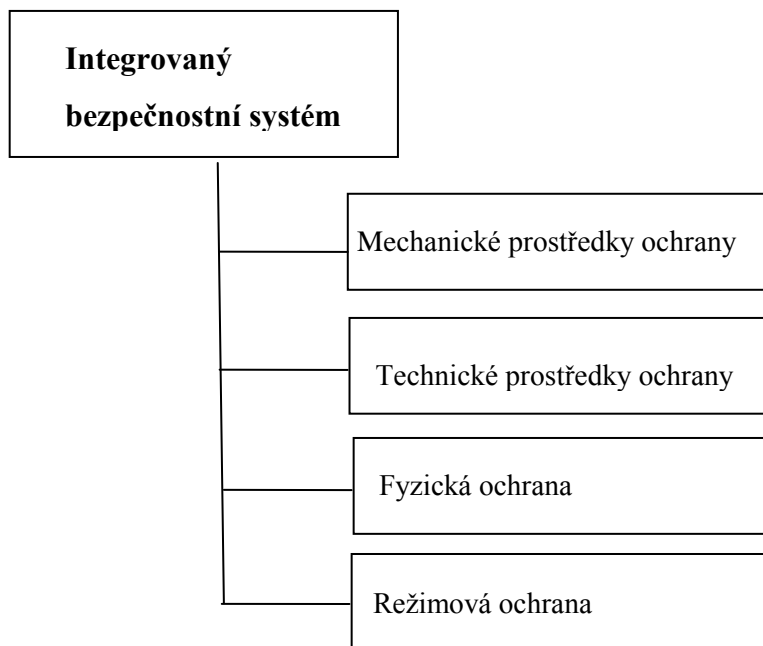 Integrovaný
bezpečnostní systém
Mechanické prostředky ochrany
Technické prostředky ochrany
Fyzická ochrana
Režimová ochrana